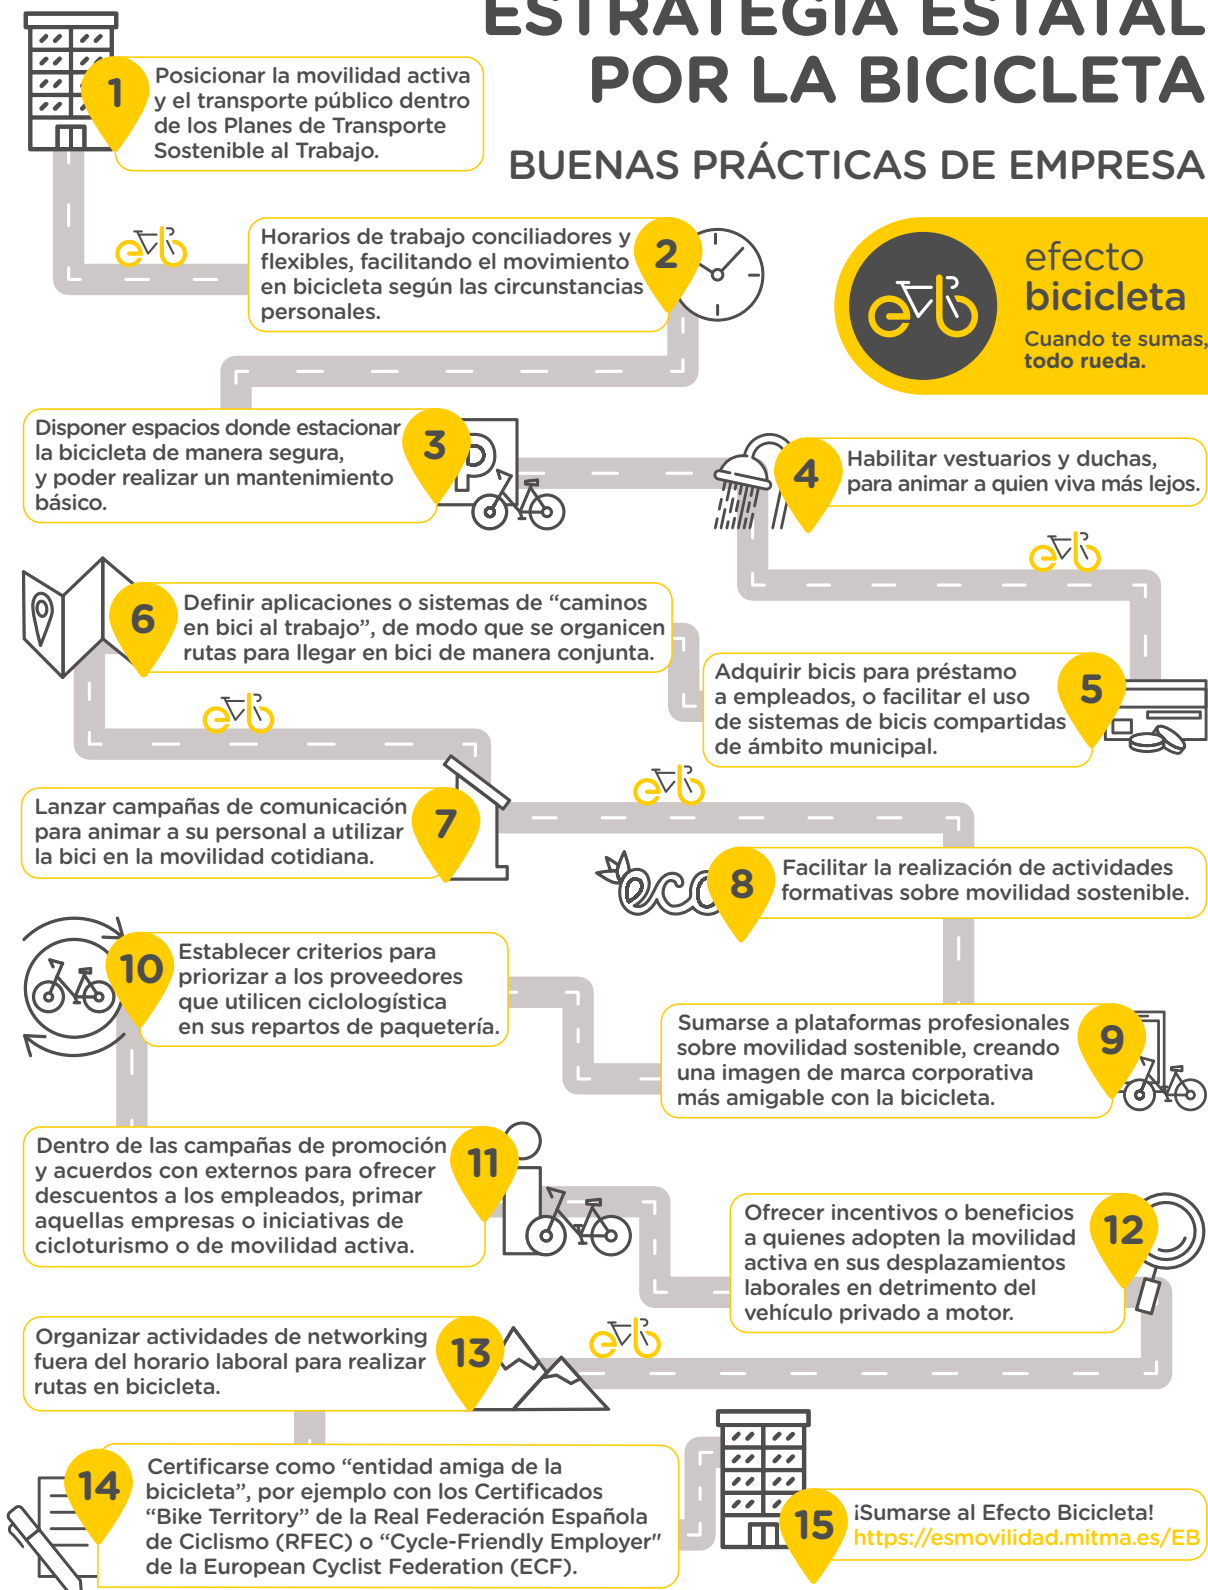 ESTRATEGIA ESTATAL
POR LA BICICLETA
BUENAS PRÁCTICAS DE EMPRESA
1
Posicionar la movilidad activa
y el transporte público dentro
de los Planes de Transporte
Sostenible al Trabajo.
Horarios de trabajo conciliadores y
flexibles, facilitando el movimiento
en bicicleta según las circunstancias
personales.
2
efecto
bicicleta
Cuando te sumas,
todo rueda.
Disponer espacios donde estacionar
la bicicleta de manera segura,
y poder realizar un mantenimiento
básico.
3
P
4
Habilitar vestuarios y duchas,
para animar a quien viva más lejos.
Adquirir bicis para préstamo
a empleados, o facilitar el uso
de sistemas de bicis compartidas
de ámbito municipal.
5
6
Definir aplicaciones o sistemas de “caminos
en bici al trabajo”, de modo que se organicen
rutas para llegar en bici de manera conjunta.
Lanzar campañas de comunicación
para animar a su personal a utilizar
la bici en la movilidad cotidiana.
7
eco
8
Facilitar la realización de actividades
formativas sobre movilidad sostenible.
Sumarse a plataformas profesionales
sobre movilidad sostenible, creando
una imagen de marca corporativa
más amigable con la bicicleta.
9
10
Establecer criterios para
priorizar a los proveedores
que utilicen ciclologística
en sus repartos de paquetería.
Dentro de las campañas de promoción
y acuerdos con externos para ofrecer
descuentos a los empleados, primar
aquellas empresas o iniciativas de
cicloturismo o de movilidad activa.
11
Ofrecer incentivos o beneficios
a quienes adopten la movilidad
activa en sus desplazamientos
laborales en detrimento del
vehículo privado a motor.
12
Organizar actividades de networking
fuera del horario laboral para realizar
rutas en bicicleta.
13
14
Certificarse como “entidad amiga de la
bicicleta”, por ejemplo con los Certificados
“Bike Territory” de la Real Federación Española
de Ciclismo (RFEC) o “Cycle-Friendly Employer"
de la European Cyclist Federation (ECF).
15
¡Sumarse al Efecto Bicicleta!
https://esmovilidad.mitma.es/EB